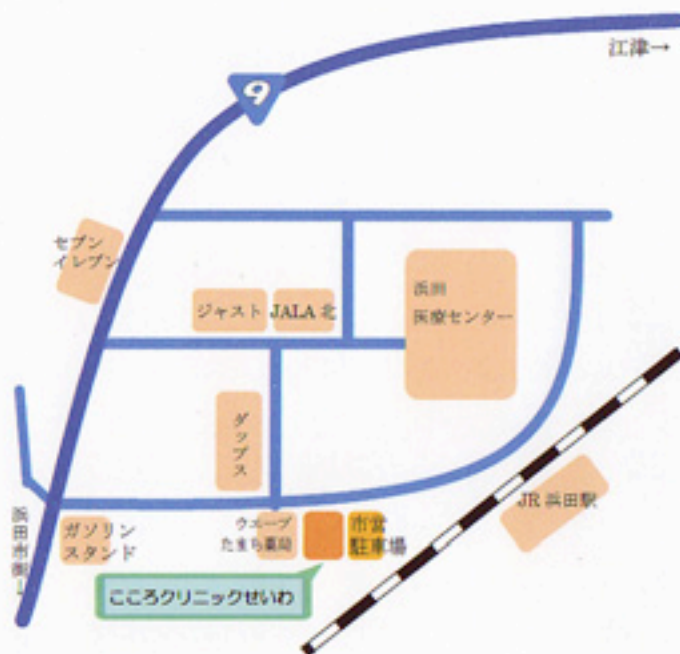 江津→
9
セブン
イレブン
ジャスト
JALA 北
浜田
医療センター
ダップス
JR 浜田駅
浜田市街→
ガソリン
スタンド
ウエーブ
たまち薬局
市営
駐車場
こころクリニックせいわ